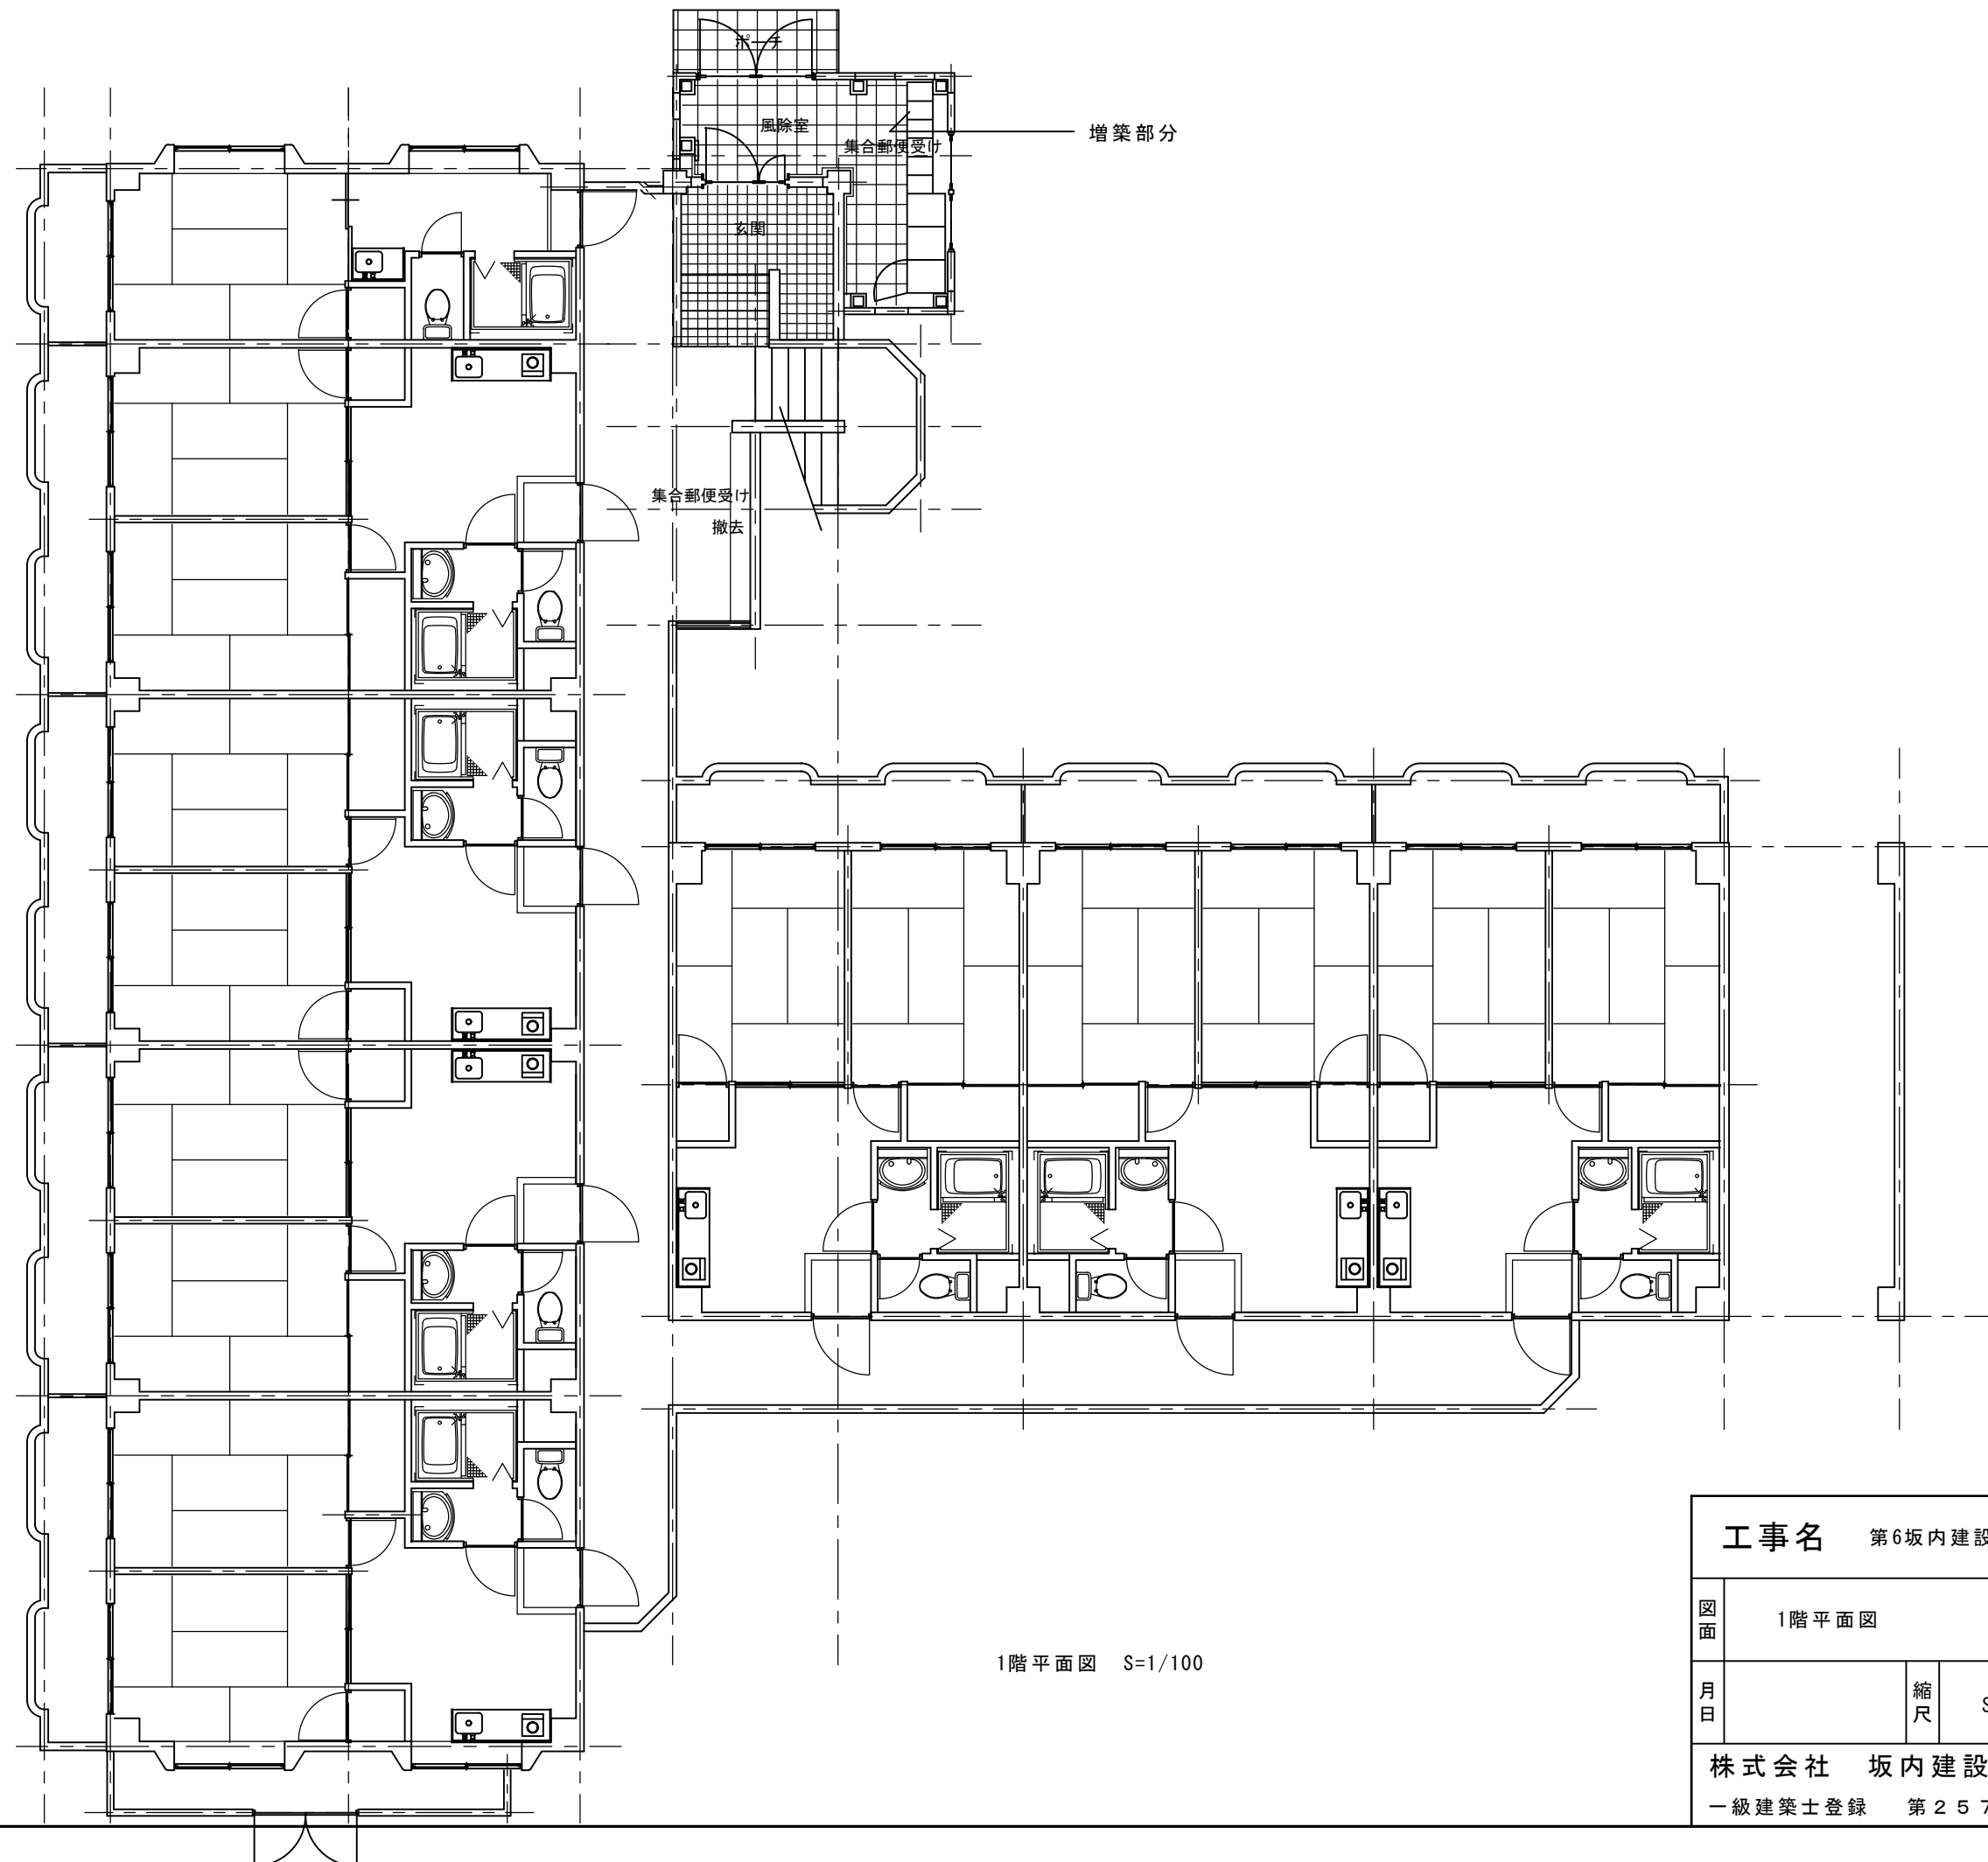 ポーチ
風除室
集合郵便受け
増築部分
玄関
集合郵便受け
撤去
1階平面図 S=1/100
工事名 第6坂内建設
図面 1階平面図
月日 縮尺 S
株式会社 坂内建設
一級建築士登録 第２５７